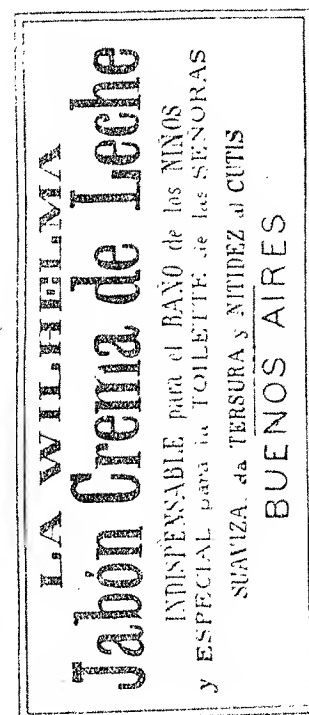 LA WILHELMA
Jabón Crema de Leche
INDISPENSABLE para el BAÑO de los NIÑOS
y ESPECIAL para la TOILETTE de las SEÑORAS
SUAVIZA, da TERSURA y NITIDEZ al CUTIS
BUENOS AIRES